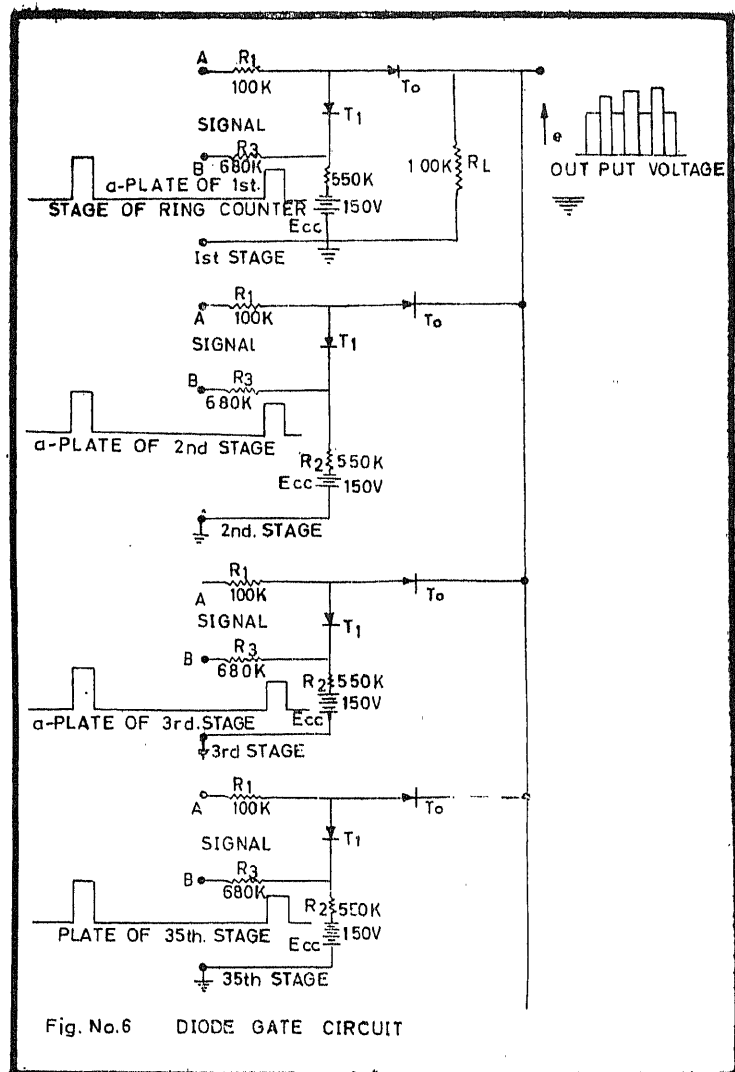 A R1
100K To
T1
SIGNAL
B R3
680K
550K
100K RL
e
OUT PUT VOLTAGE
a-PLATE OF 1st.
STAGE OF RING COUNTER
150V
Ecc
Ist STAGE
A R1
100K To
SIGNAL T1
B R3
680K
a-PLATE OF 2nd STAGE
R2 550K
Ecc 150V
2nd. STAGE
R1
A 100K To
SIGNAL T1
B R3
680K
R2 550K
150V
a-PLATE OF 3rd. STAGE Ecc
3rd STAGE
R1
A 100K To
SIGNAL T1
B R3
680K
R2 550K
PLATE OF 35th. STAGE 150V
Ecc
35th STAGE
Fig. No.6 DIODE GATE CIRCUIT